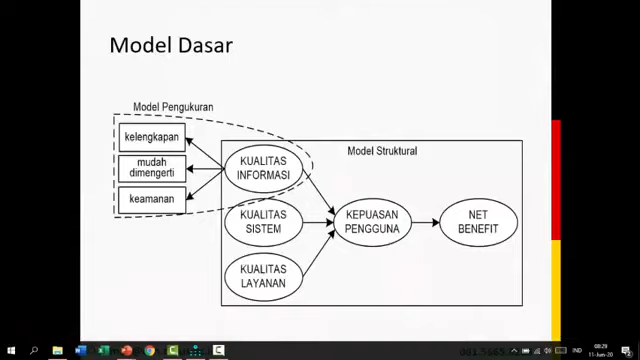 Model Dasar
Model Pengukuran
kelengkapan
mudah
dimengerti
keamanan
Model Struktural
KUALITAS
INFORMASI
KUALITAS
SISTEM
KUALITAS
LAYANAN
KEPUASAN
PENGGUNA
NET
BENEFIT
IND
08:29
11-Jun-20